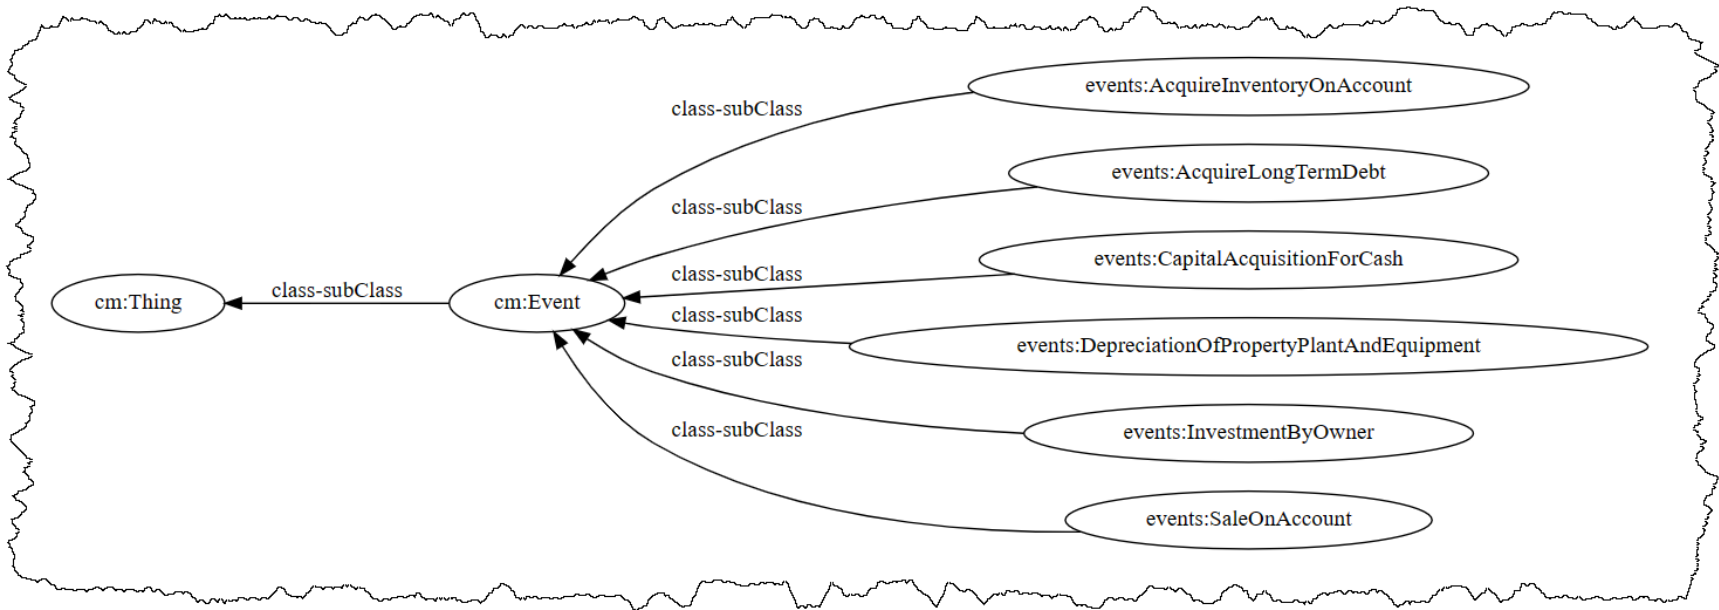 events:AcquireInventoryOnAccount
class-subClass
events:AcquireLongTermDebt
class-subClass
events:CapitalAcquisitionForCash
class-subClass
cm:Thing
class-subClass
cm:Event
class-subClass
events:DepreciationOfPropertyPlantAndEquipment
class-subClass
events:InvestmentByOwner
class-subClass
events:SaleOnAccount